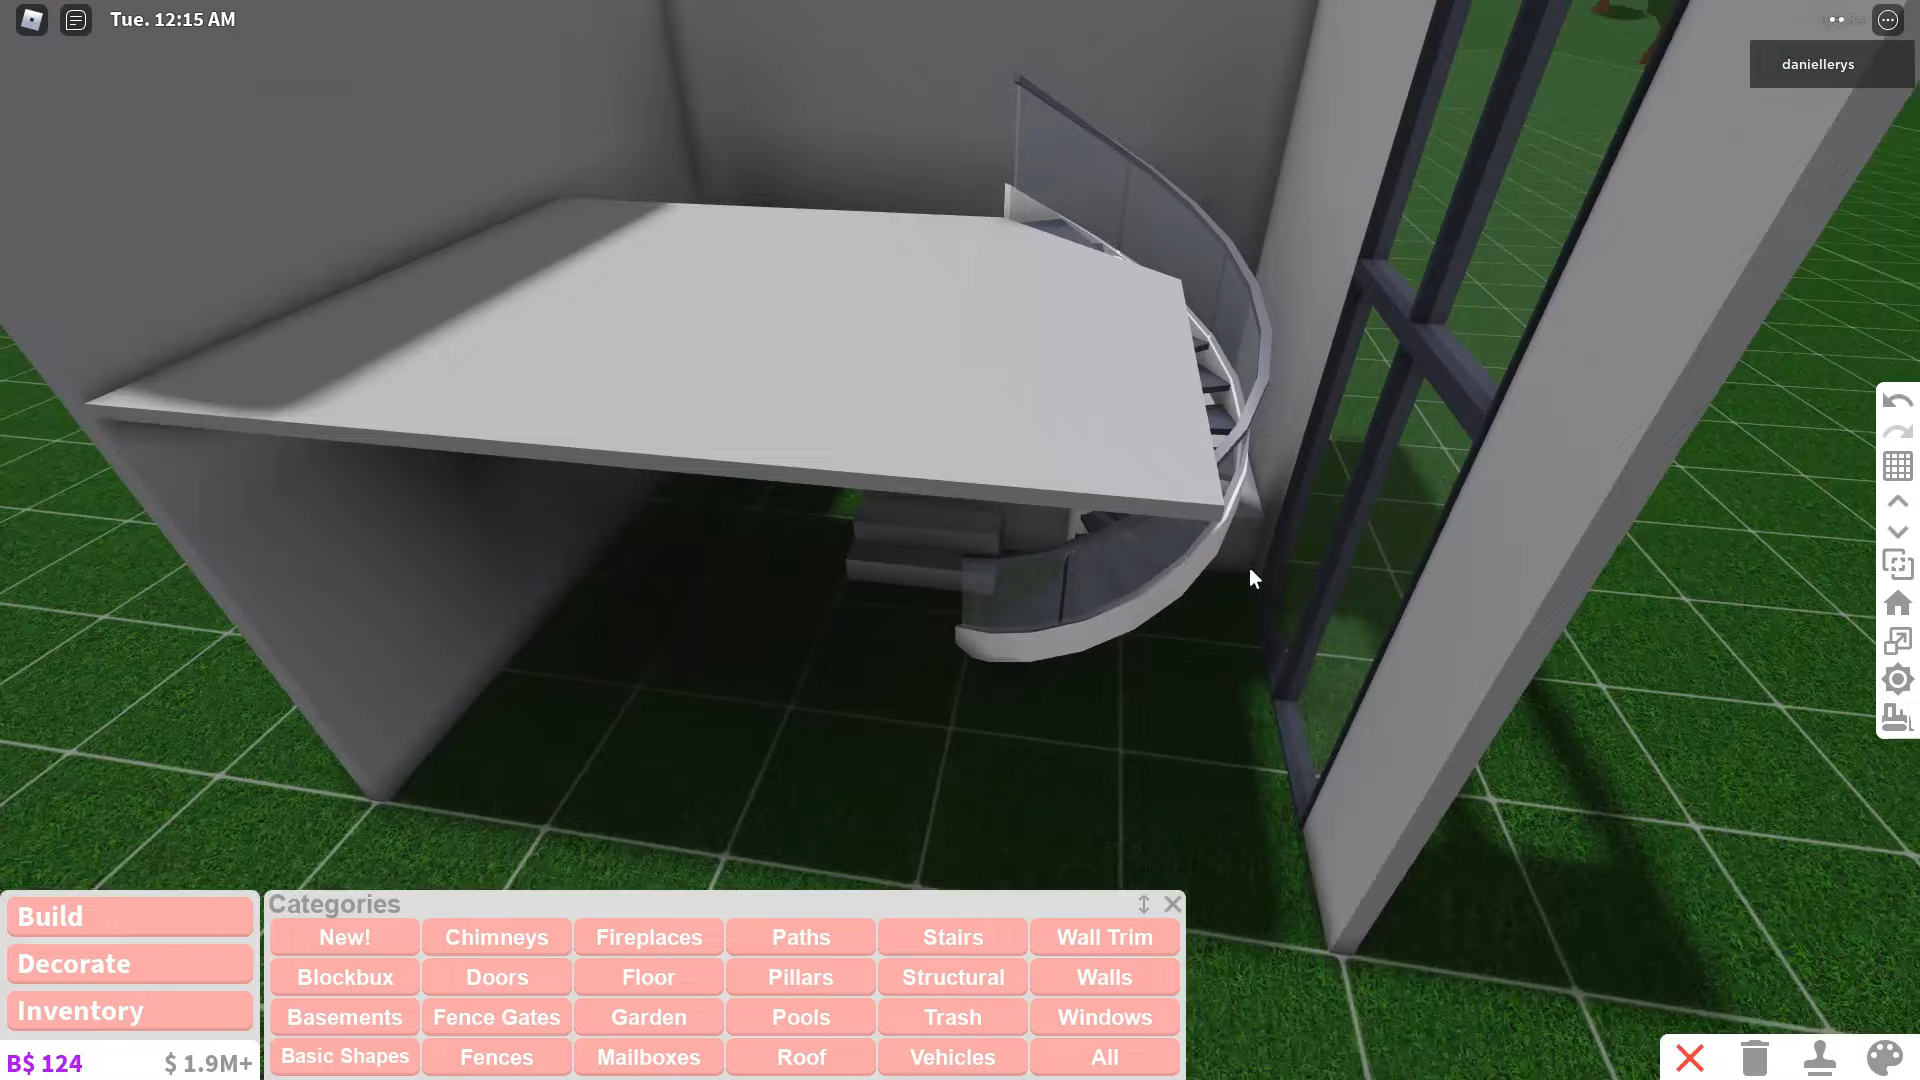 Tue. 12:15 AM
daniellerys
Build
Decorate
Inventory
B$ 124
$ 1.9M+
Categories
New!
Chimneys
Fireplaces
Paths
Stairs
Wall Trim
Blockbux
Doors
Floor
Pillars
Structural
Walls
Basements
Fence Gates
Garden
Pools
Trash
Windows
Basic Shapes
Fences
Mailboxes
Roof
Vehicles
All